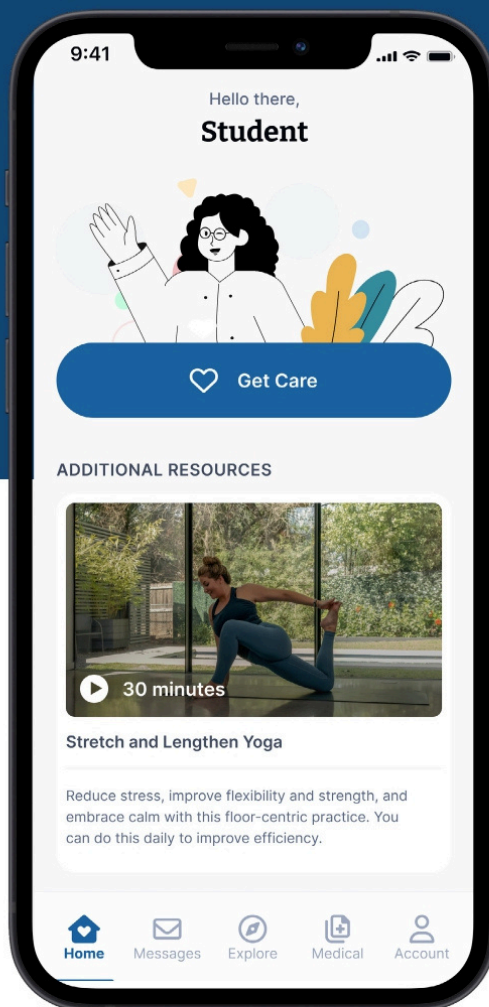 9:41
Hello there,
Student
Get Care
ADDITIONAL RESOURCES
30 minutes
Stretch and Lengthen Yoga
Reduce stress, improve flexibility and strength, and
embrace calm with this floor-centric practice. You
can do this daily to improve efficiency.
Home Messages Explore Medical Account